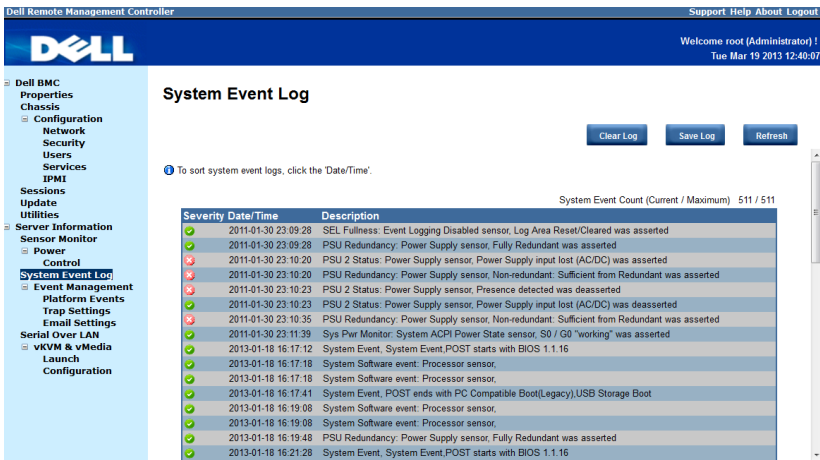 Dell Remote Management Controller
Support Help About Logout
DELL
Welcome root (Administrator) !
Tue Mar 19 2013 12:40:07
Dell BMC
Properties
Chassis
Configuration
Network
Security
Users
Services
IPMI
Sessions
Update
Utilities
Server Information
Sensor Monitor
Power
Control
System Event Log
Event Management
Platform Events
Trap Settings
Email Settings
Serial Over LAN
vKVM & vMedia
Launch
Configuration
System Event Log
Clear Log Save Log Refresh
To sort system event logs, click the 'Date/Time'.
System Event Count (Current / Maximum) 511 / 511
Severity Date/Time Description
2011-01-30 23:09:28 SEL Fullness: Event Logging Disabled sensor, Log Area Reset/Cleared was asserted
2011-01-30 23:09:28 PSU Redundancy: Power Supply sensor, Fully Redundant was asserted
2011-01-30 23:10:20 PSU 2 Status: Power Supply sensor, Power Supply input lost (AC/DC) was asserted
2011-01-30 23:10:20 PSU Redundancy: Power Supply sensor, Non-redundant: Sufficient from Redundant was asserted
2011-01-30 23:10:23 PSU 2 Status: Power Supply sensor, Presence detected was deasserted
2011-01-30 23:10:23 PSU 2 Status: Power Supply sensor, Power Supply input lost (AC/DC) was deasserted
2011-01-30 23:10:35 PSU Redundancy: Power Supply sensor, Non-redundant: Sufficient from Redundant was asserted
2011-01-30 23:11:39 Sys Pwr Monitor: System ACPI Power State sensor, S0 / G0 "working" was asserted
2013-01-18 16:17:12 System Event, System Event,POST starts with BIOS 1.1.16
2013-01-18 16:17:18 System Software event: Processor sensor,
2013-01-18 16:17:18 System Software event: Processor sensor,
2013-01-18 16:17:41 System Event, POST ends with PC Compatible Boot(Legacy),USB Storage Boot
2013-01-18 16:19:08 System Software event: Processor sensor,
2013-01-18 16:19:08 System Software event: Processor sensor,
2013-01-18 16:19:48 PSU Redundancy: Power Supply sensor, Fully Redundant was asserted
2013-01-18 16:21:28 System Event, System Event,POST starts with BIOS 1.1.16